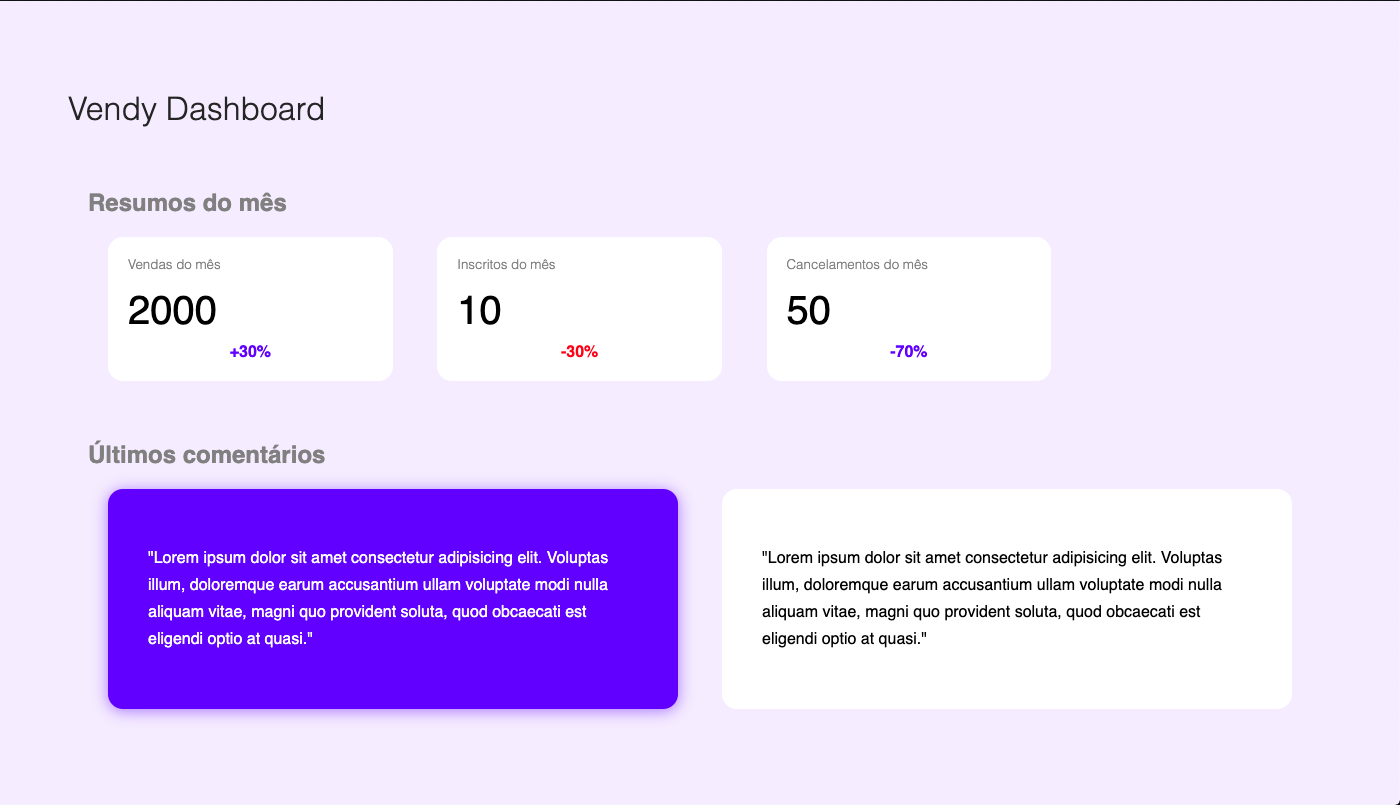 Vendy Dashboard
Resumos do mês
Vendas do mês
2000
+30%
Inscritos do mês
10
-30%
Cancelamentos do mês
50
-70%
Últimos comentários
"Lorem ipsum dolor sit amet consectetur adipisicing elit. Voluptas
illum, doloremque earum accusantium ullam voluptate modi nulla
aliquam vitae, magni quo provident soluta, quod obcaecati est
eligendi optio at quasi."
"Lorem ipsum dolor sit amet consectetur adipisicing elit. Voluptas
illum, doloremque earum accusantium ullam voluptate modi nulla
aliquam vitae, magni quo provident soluta, quod obcaecati est
eligendi optio at quasi."